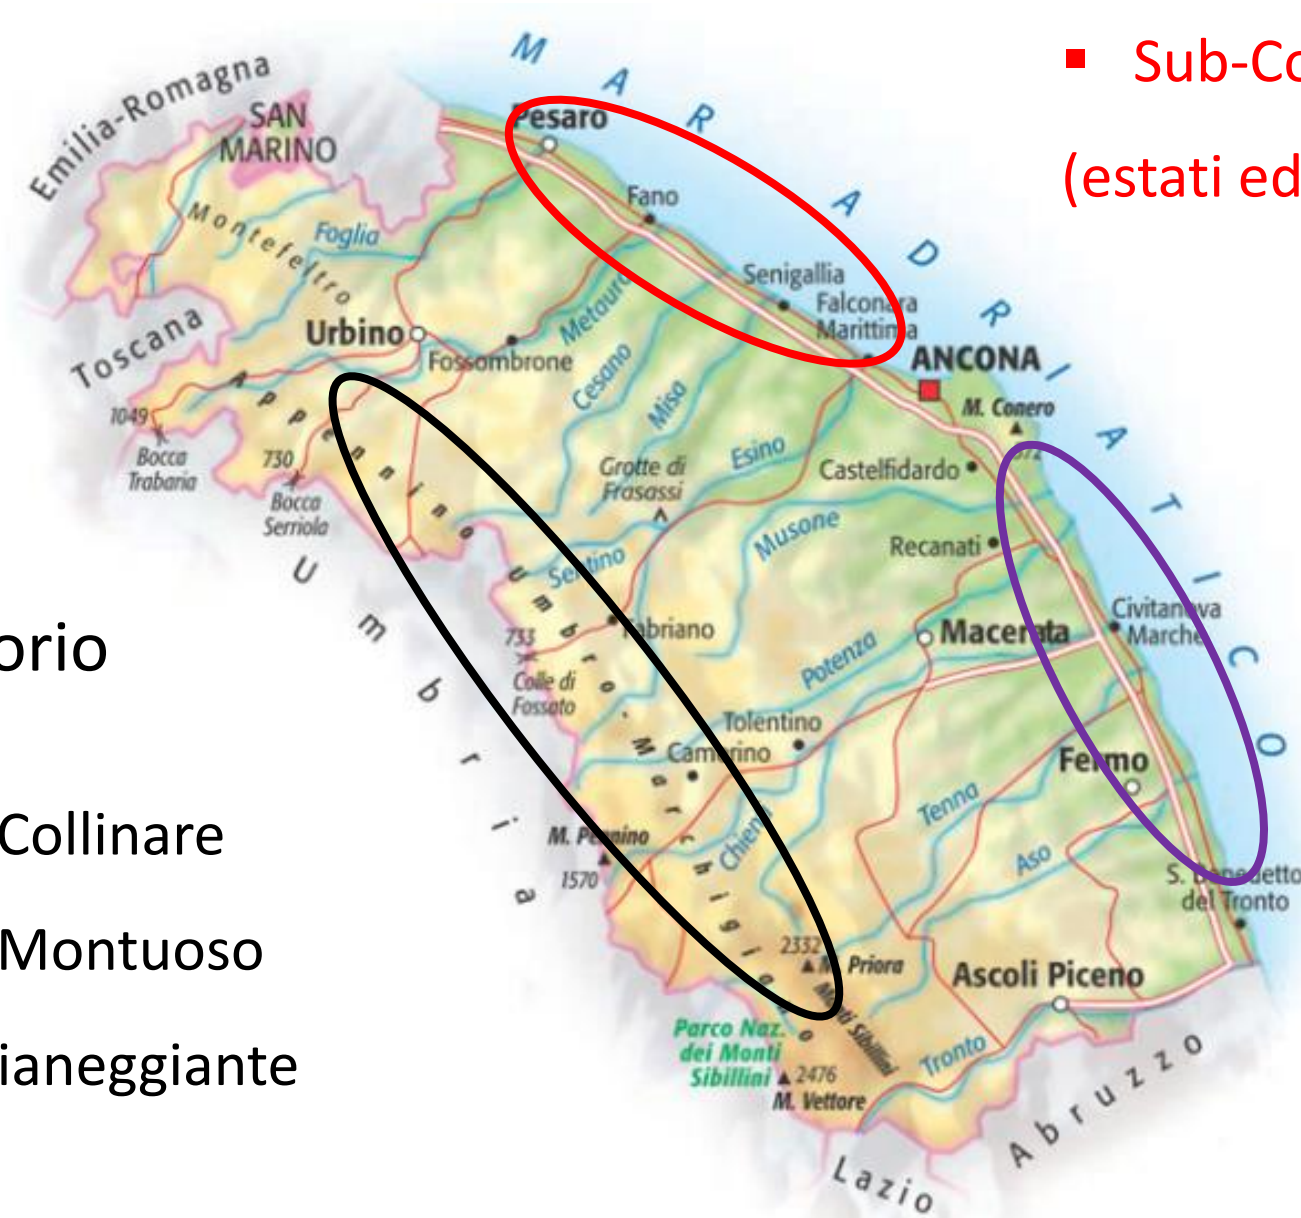 Sub-Co
(estati ed
orio
Collinare
Montuoso
ianeggiante
MAR ADRIATICO
Emilia-Romagna
SAN
MARINO
Pesaro
Montefeltro
Foglia
Fano
Toscana
Urbino
Fossombrone
Metauro
Senigallia
Falconara
Marittima
Cesano
Misa
ANCONA
M. Conero
572
1049
Bocca
Trabaria
730
Bocca
Serriola
Appennino Umbro-Marchigiano
Grotte di
Frasassi
Esino
Castelfidardo
Musone
Recanati
Sentino
Umbria
Fabriano
733
Colle di
Fossato
Potenza
Macerata
Civitanova
Marche
Tolentino
Camerino
Fermo
Tenna
Chienti
M. Pennino
1570
Aso
S. Benedetto
del Tronto
2332
M. Priora
Monti Sibillini
Ascoli Piceno
Parco Naz.
dei Monti
Sibillini
2476
M. Vettore
Tronto
Abruzzo
Lazio